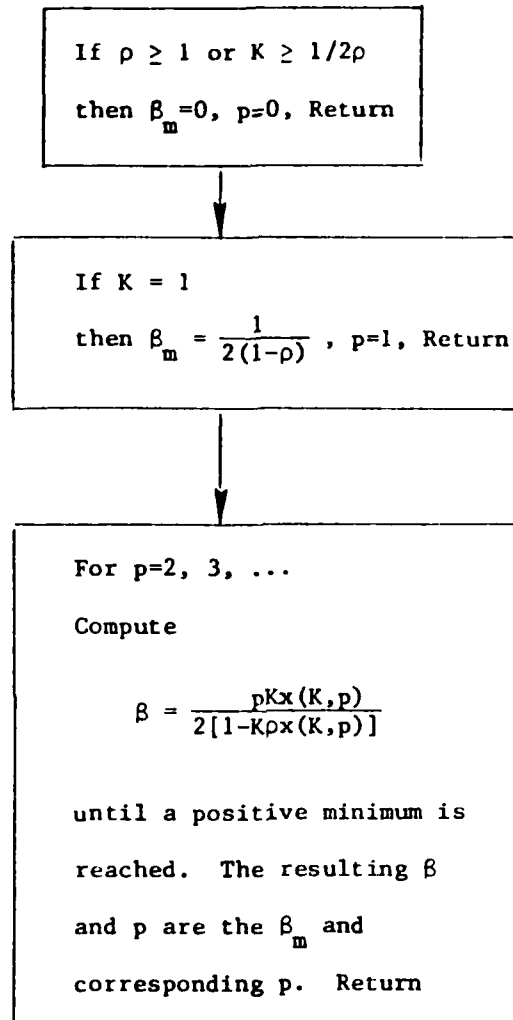 If ρ ≥ 1 or K ≥ 1/2ρ
then β_m=0, p=0, Return
If K = 1
then β_m = \frac{1}{2(1-ρ)} , p=1, Return
For p=2, 3, ...
Compute
β = \frac{pKx(K,p)}{2[1-Kρx(K,p)]}
until a positive minimum is
reached. The resulting β
and p are the β_m and
corresponding p. Return